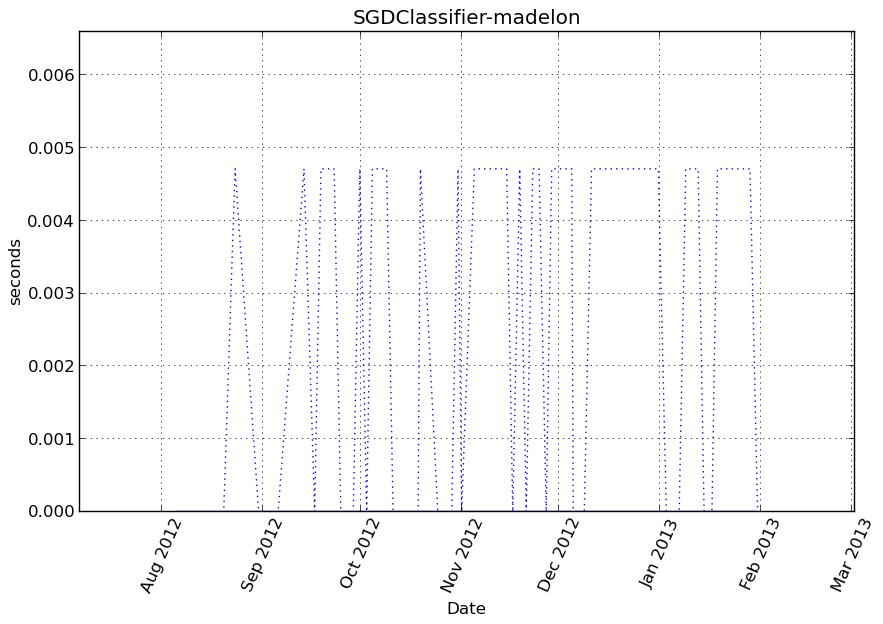 SGDClassifier-madelon
seconds
0.006
0.005
0.004
0.003
0.002
0.001
0.000
Aug 2012
Sep 2012
Oct 2012
Nov 2012
Dec 2012
Jan 2013
Feb 2013
Mar 2013
Date